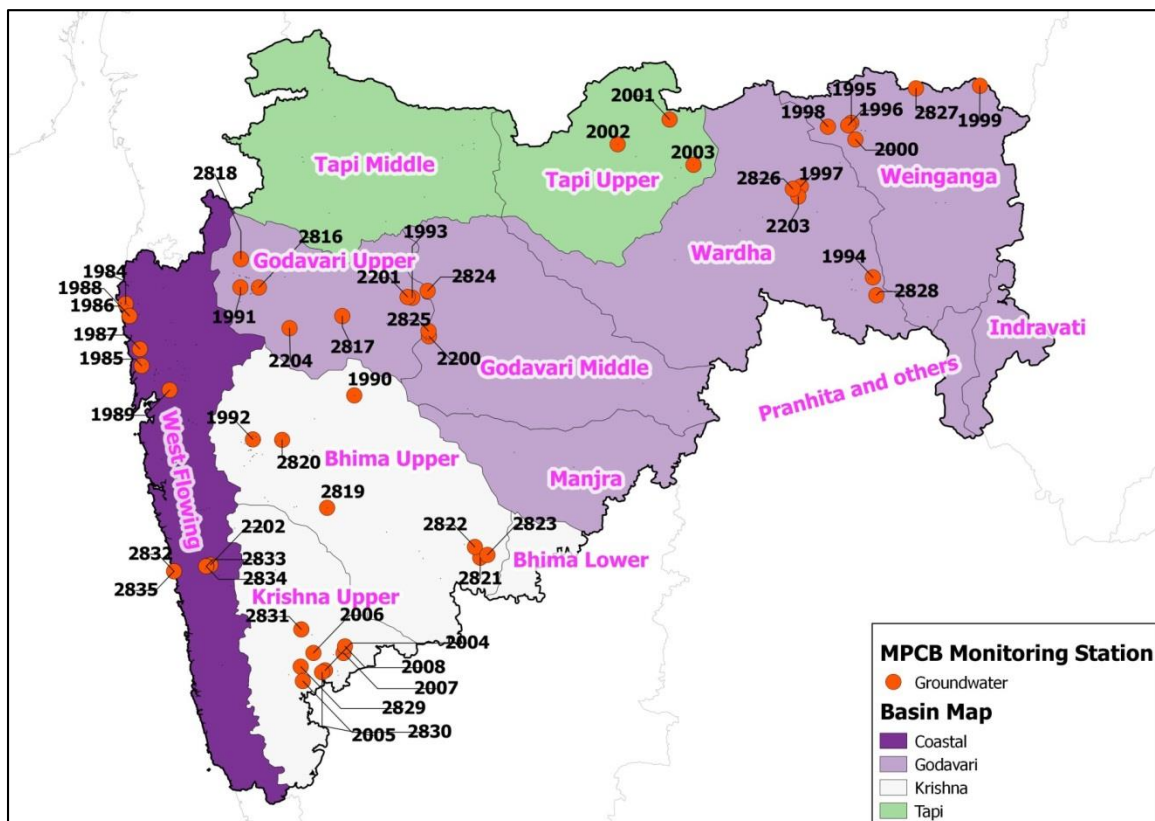 1995
2001
1996
1998
2827
1999
2002
2000
2003
Tapi Middle
Weinganga
2818
Tapi Upper
1997
2826
2816
1993
2203
Godavari Upper
Wardha
1984
2201
2824
1994
1988
1986
1991
2825
2828
1987
2204
2817
2200
Indravati
1985
Godavari Middle
1990
Pranhita and others
1989
1992
West Flowing
2820
Bhima Upper
Manjra
2819
2202
2822
2823
2832
2833
Bhima Lower
2834
2821
2835
Krishna Upper
2831
2006
2004
2008
2007
2829
2005
2830
MPCB Monitoring Station
Groundwater
Basin Map
Coastal
Godavari
Krishna
Tapi